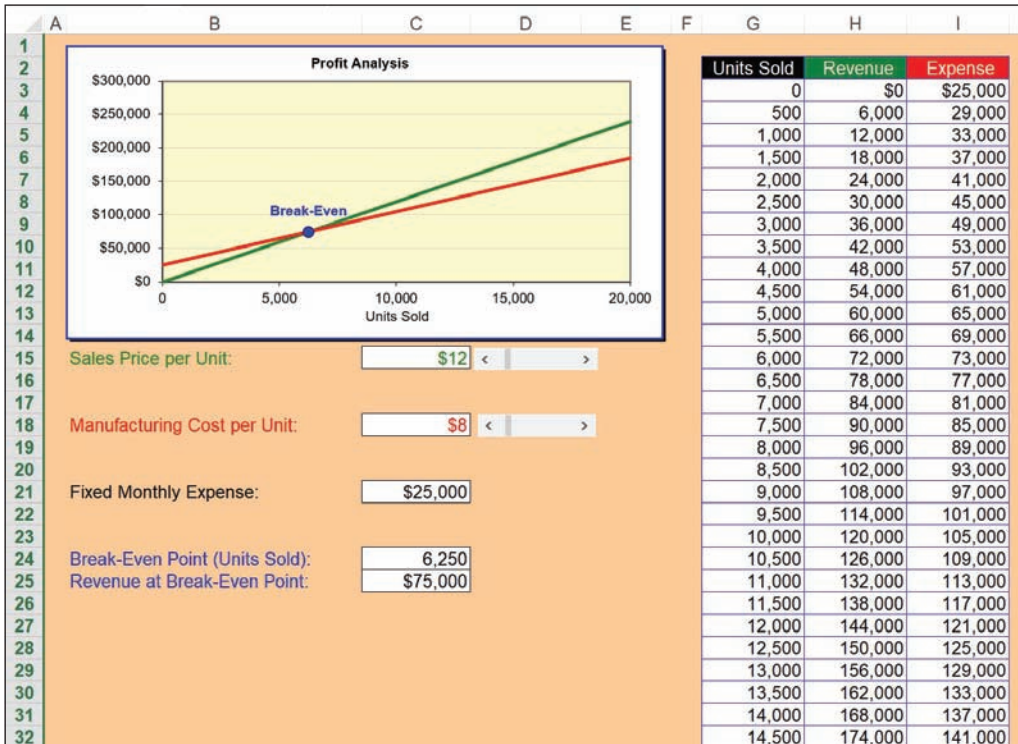 A B C D E F G H I
1
2 Units Sold Revenue Expense
3 0 $0 $25,000
4 500 6,000 29,000
5 1,000 12,000 33,000
6 1,500 18,000 37,000
7 2,000 24,000 41,000
8 2,500 30,000 45,000
9 3,000 36,000 49,000
10 3,500 42,000 53,000
11 4,000 48,000 57,000
12 4,500 54,000 61,000
13 5,000 60,000 65,000
14 5,500 66,000 69,000
Profit Analysis
$300,000
$250,000
$200,000
$150,000
$100,000
$50,000
$0
Break-Even
0 5,000 10,000 15,000 20,000
Units Sold
15 Sales Price per Unit: $12 < > 6,000 72,000 73,000
16 6,500 78,000 77,000
17 7,000 84,000 81,000
18 Manufacturing Cost per Unit: $8 < > 7,500 90,000 85,000
19 8,000 96,000 89,000
20 8,500 102,000 93,000
21 Fixed Monthly Expense: $25,000 9,000 108,000 97,000
22 9,500 114,000 101,000
23 10,000 120,000 105,000
24 Break-Even Point (Units Sold): 6,250 10,500 126,000 109,000
25 Revenue at Break-Even Point: $75,000 11,000 132,000 113,000
26 11,500 138,000 117,000
27 12,000 144,000 121,000
28 12,500 150,000 125,000
29 13,000 156,000 129,000
30 13,500 162,000 133,000
31 14,000 168,000 137,000
32 14,500 174,000 141,000